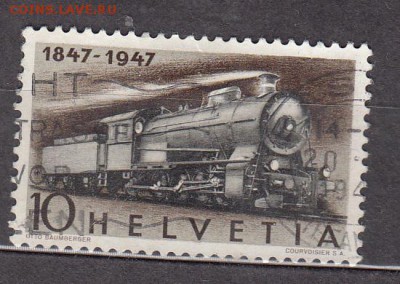 COINS.LAVE.RU
1847-1947
10 HELVETIA
OTTO BAUMBERGER COURVOISIER S.A.